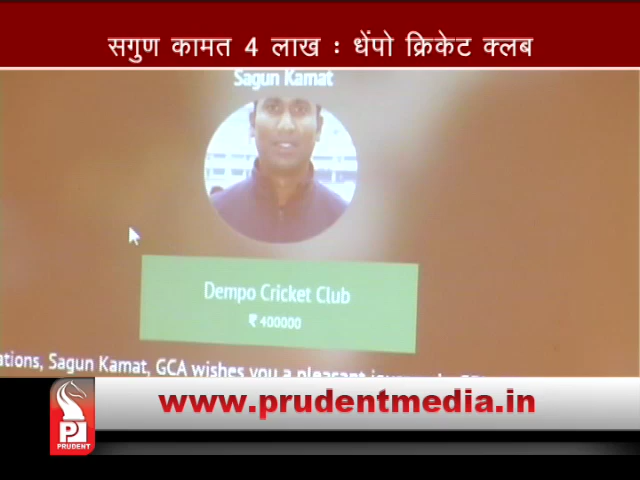 सगुण कामत 4 लाख : धेंपो क्रिकेट क्लब
Sagun Kamat
Dempo Cricket Club
₹ 400000
ations, Sagun Kamat, GCA wishes you a pleasant
www.prudentmedia.in
PRUDENT